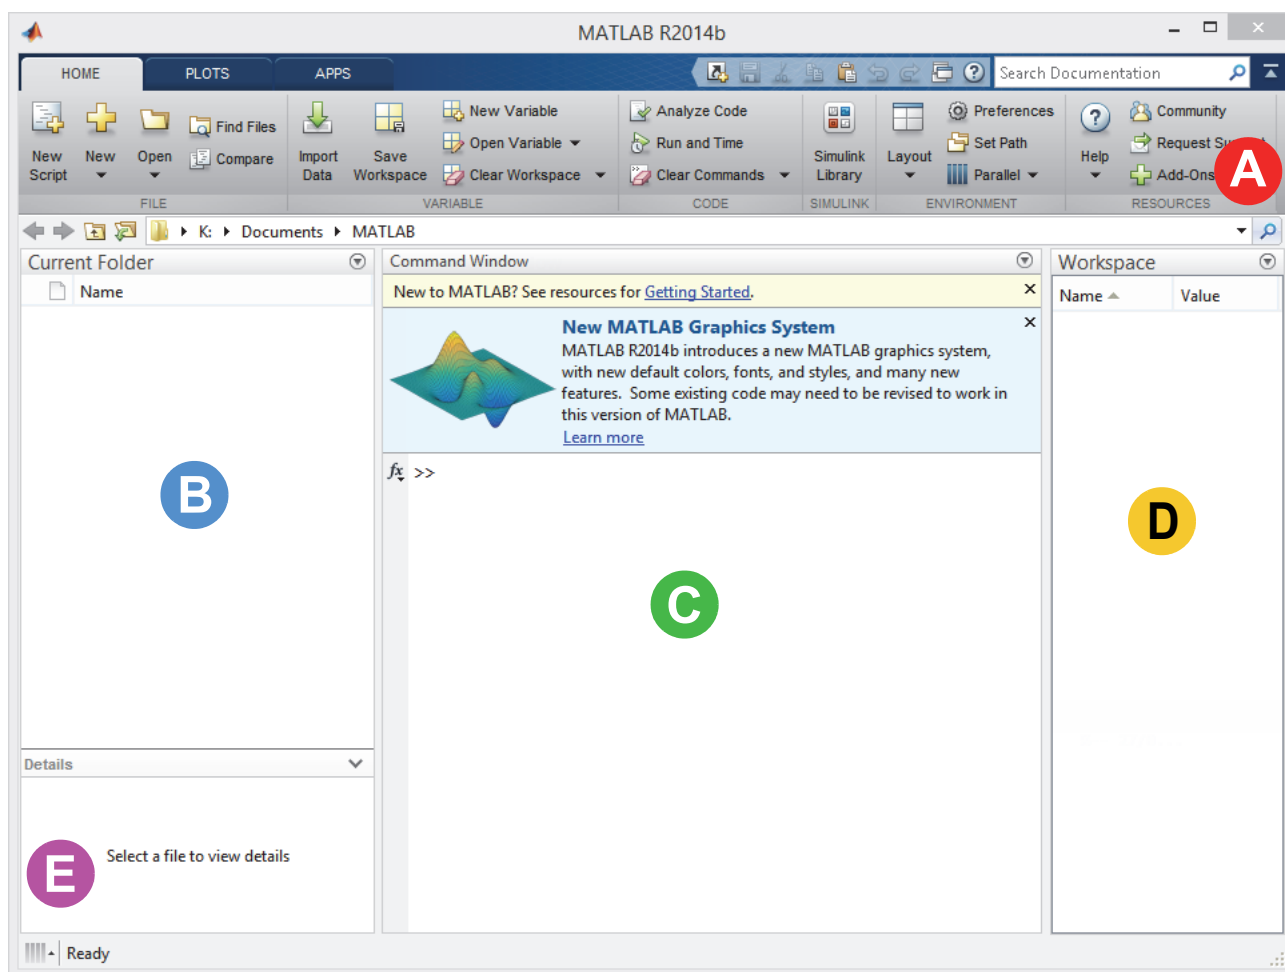 MATLAB R2014b
HOME PLOTS APPS
Search Documentation
New Script
New
Open
Find Files
Compare
Import Data
Save Workspace
New Variable
Open Variable
Clear Workspace
Analyze Code
Run and Time
Clear Commands
Simulink Library
Layout
Preferences
Set Path
Parallel
Help
Community
Request
Add-Ons
A
FILE VARIABLE CODE SIMULINK ENVIRONMENT RESOURCES
K: Documents MATLAB
Current Folder
Name
B
Details
Select a file to view details
E
Command Window
New to MATLAB? See resources for Getting Started.
New MATLAB Graphics System
MATLAB R2014b introduces a new MATLAB graphics system,
with new default colors, fonts, and styles, and many new
features. Some existing code may need to be revised to work in
this version of MATLAB.
Learn more
fx >>
C
Workspace
Name Value
D
Ready